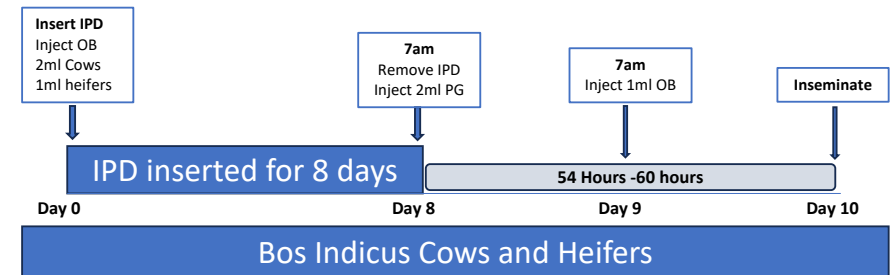 Insert IPD
Inject OB
2ml Cows
1ml heifers
7am
Remove IPD
Inject 2ml PG
7am
Inject 1ml OB
Inseminate
IPD inserted for 8 days
54 Hours -60 hours
Day 0
Day 8
Day 9
Day 10
Bos Indicus Cows and Heifers